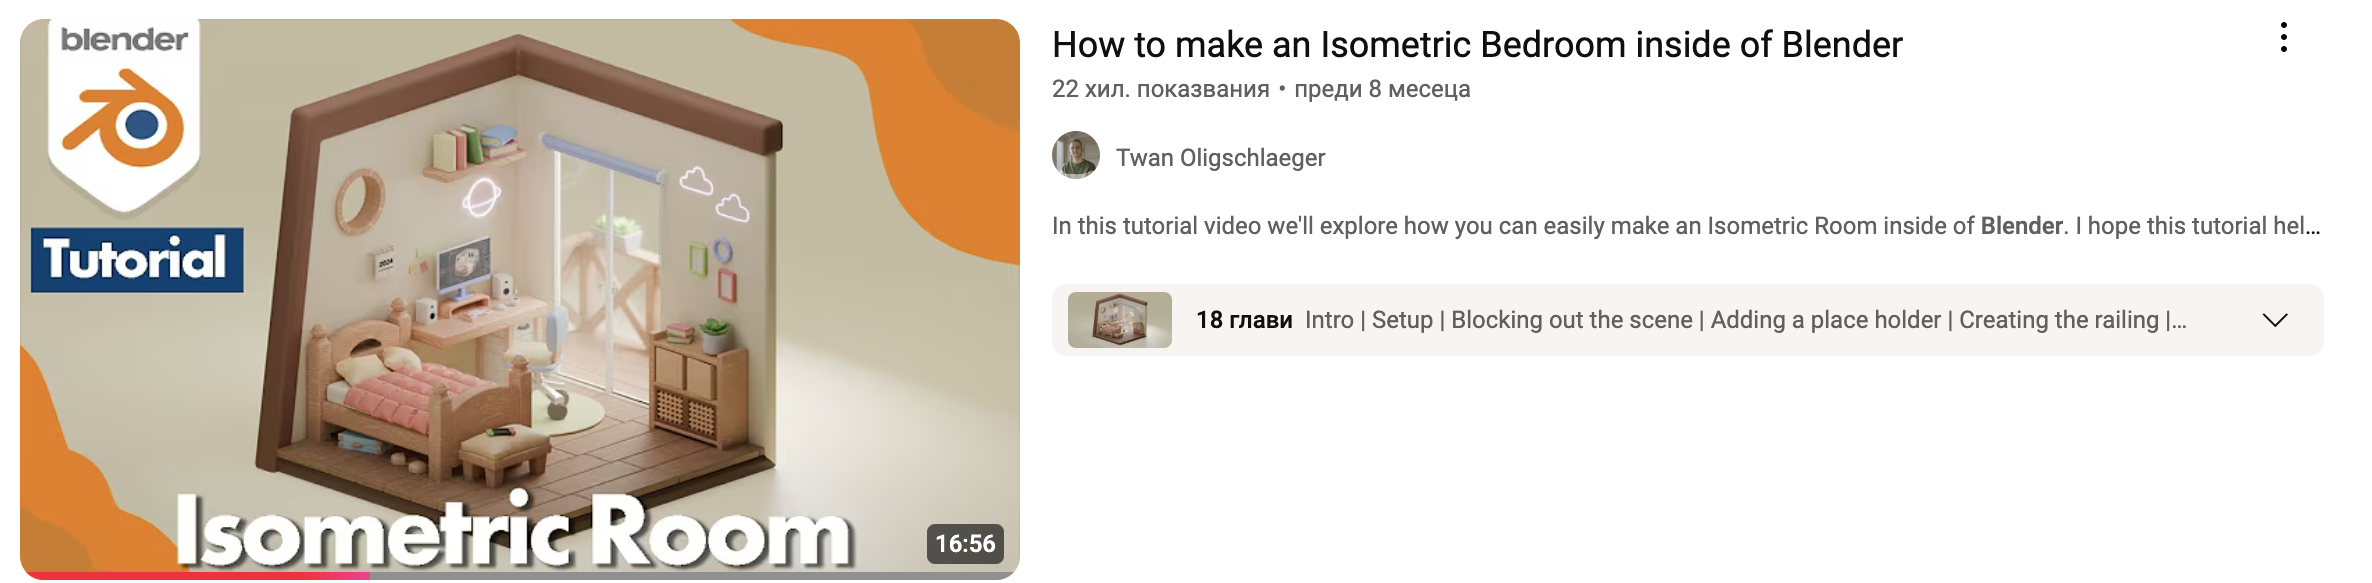 blender
Tutorial
2024
Isometric Room
16:56
How to make an Isometric Bedroom inside of Blender
22 хил. показвания • преди 8 месеца
Twan Oligschlaeger
In this tutorial video we'll explore how you can easily make an Isometric Room inside of Blender. I hope this tutorial hel...
18 глави Intro | Setup | Blocking out the scene | Adding a place holder | Creating the railing |...